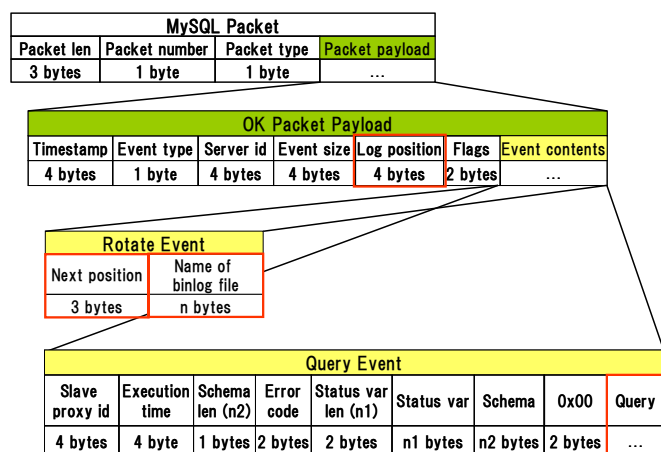 MySQL Packet
Packet len Packet number Packet type Packet payload
3 bytes 1 byte 1 byte ...
OK Packet Payload
Timestamp Event type Server id Event size Log position Flags Event contents
4 bytes 1 byte 4 bytes 4 bytes 4 bytes 2 bytes ...
Rotate Event
Next position Name of
binlog file
3 bytes n bytes
Query Event
Slave Execution Schema Error Status var Status var Schema 0x00 Query
proxy id time len (n2) code len (n1)
4 bytes 4 byte 1 bytes 2 bytes 2 bytes n1 bytes n2 bytes 2 bytes ...